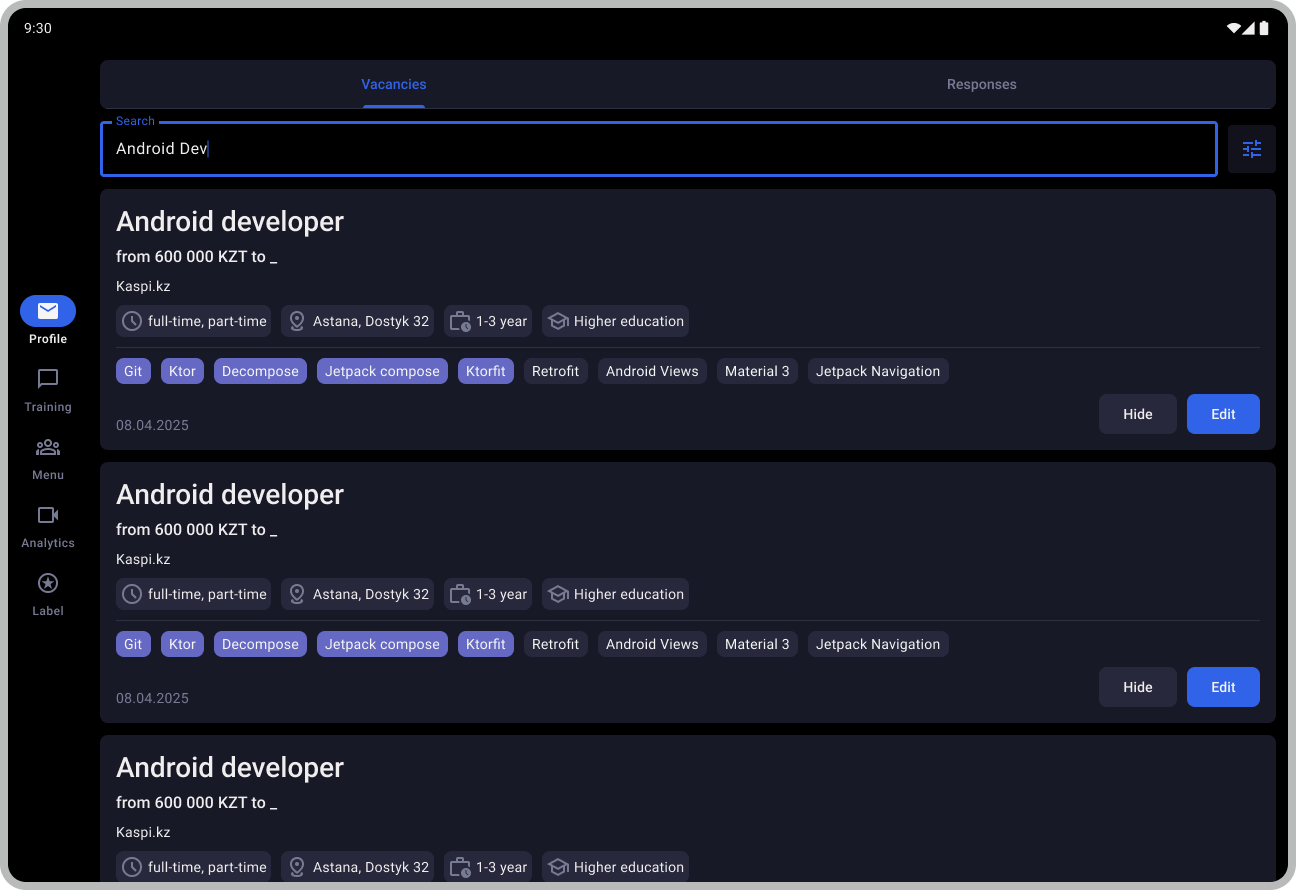 9:30
Vacancies Responses
Search
Android Dev
Android developer
from 600 000 KZT to _
Kaspi.kz
full-time, part-time Astana, Dostyk 32 1-3 year Higher education
Git Ktor Decompose Jetpack compose Ktorfit Retrofit Android Views Material 3 Jetpack Navigation
08.04.2025 Hide Edit
Profile
Training
Menu
Analytics
Label
Android developer
from 600 000 KZT to _
Kaspi.kz
full-time, part-time Astana, Dostyk 32 1-3 year Higher education
Git Ktor Decompose Jetpack compose Ktorfit Retrofit Android Views Material 3 Jetpack Navigation
08.04.2025 Hide Edit
Android developer
from 600 000 KZT to _
Kaspi.kz
full-time, part-time Astana, Dostyk 32 1-3 year Higher education